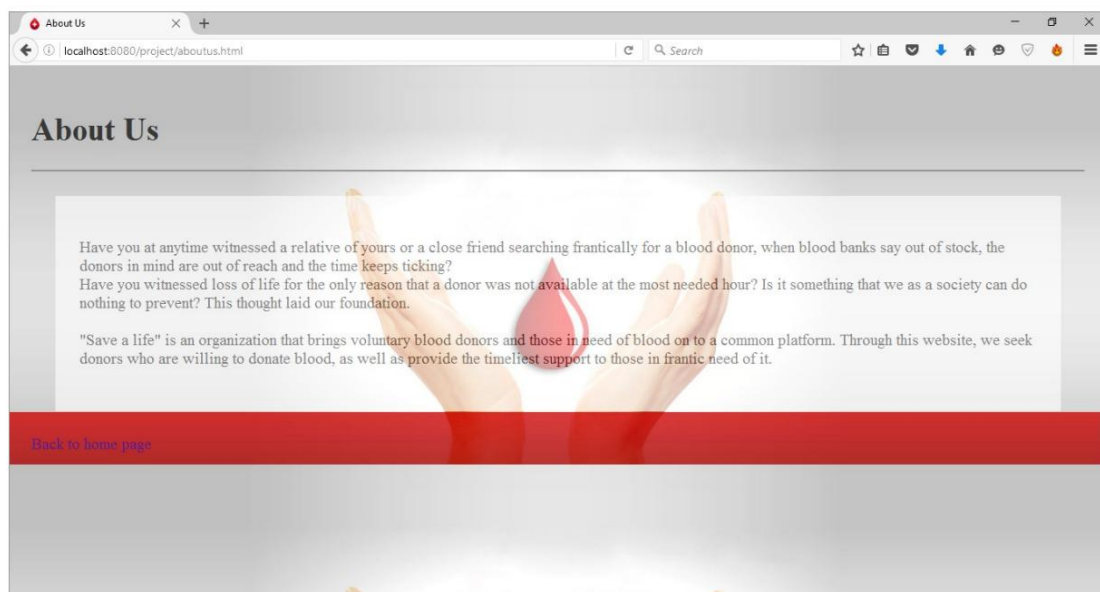 About Us
localhost:8080/project/aboutus.html
Search
About Us
Have you at anytime witnessed a relative of yours or a close friend searching frantically for a blood donor, when blood banks say out of stock, the
donors in mind are out of reach and the time keeps ticking?
Have you witnessed loss of life for the only reason that a donor was not available at the most needed hour? Is it something that we as a society can do
nothing to prevent? This thought laid our foundation.
"Save a life" is an organization that brings voluntary blood donors and those in need of blood on to a common platform. Through this website, we seek
donors who are willing to donate blood, as well as provide the timeliest support to those in frantic need of it.
Back to home page